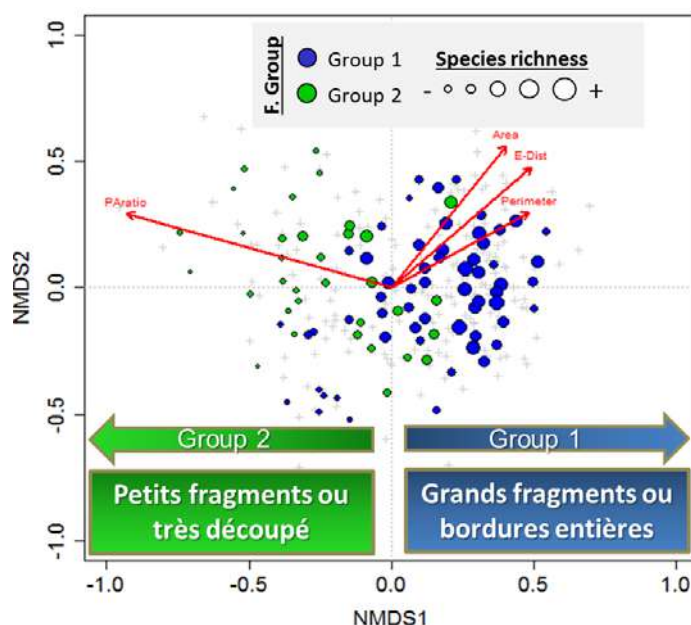 F. Group
Group 1
Group 2
Species richness
- +
Area
E-Dist
Perimeter
PAratio
NMDS2
1.0
0.5
0.0
-0.5
-1.0
Group 2
Group 1
Petits fragments ou
très découpé
Grands fragments ou
bordures entières
-1.0 -0.5 0.0 0.5 1.0
NMDS1